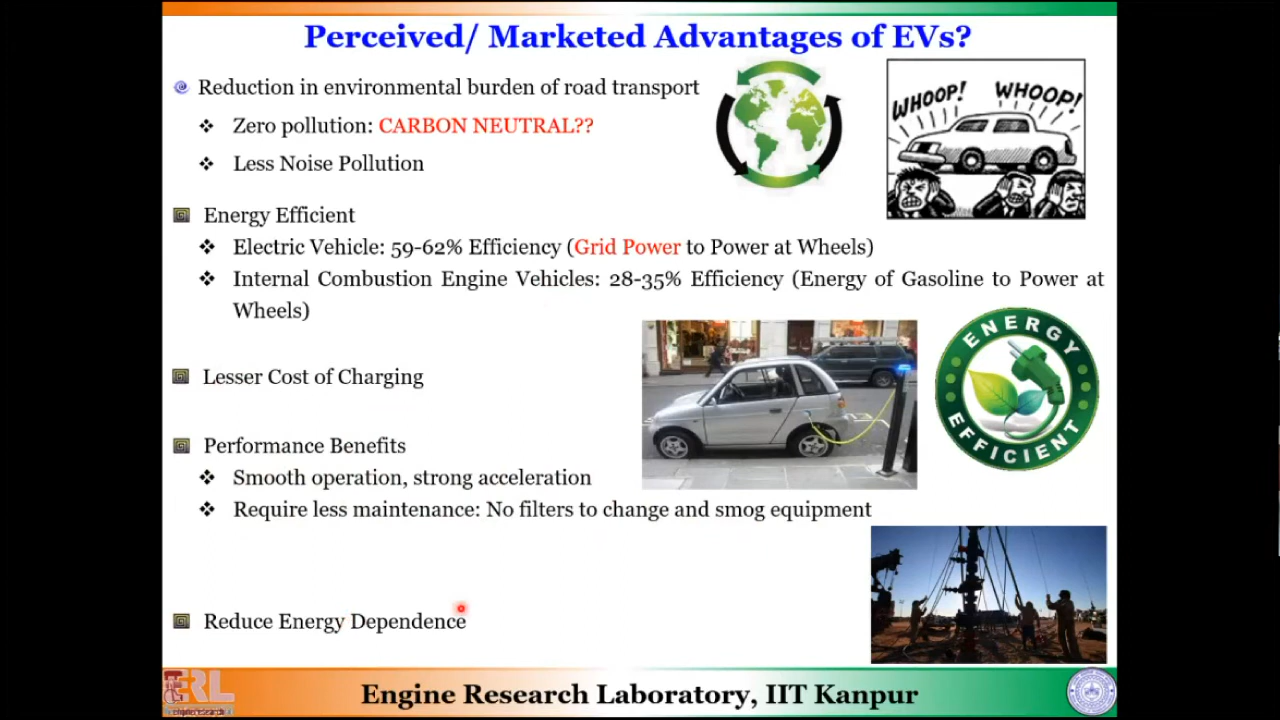 Perceived/ Marketed Advantages of EVs?
Reduction in environmental burden of road transport
Zero pollution: CARBON NEUTRAL??
Less Noise Pollution
WHOOP! WHOOP!
Energy Efficient
Electric Vehicle: 59-62% Efficiency (Grid Power to Power at Wheels)
Internal Combustion Engine Vehicles: 28-35% Efficiency (Energy of Gasoline to Power at
Wheels)
ENERGY
EFFICIENT
Lesser Cost of Charging
Performance Benefits
Smooth operation, strong acceleration
Require less maintenance: No filters to change and smog equipment
Reduce Energy Dependence
ERL
Engine Research Laboratory, IIT Kanpur